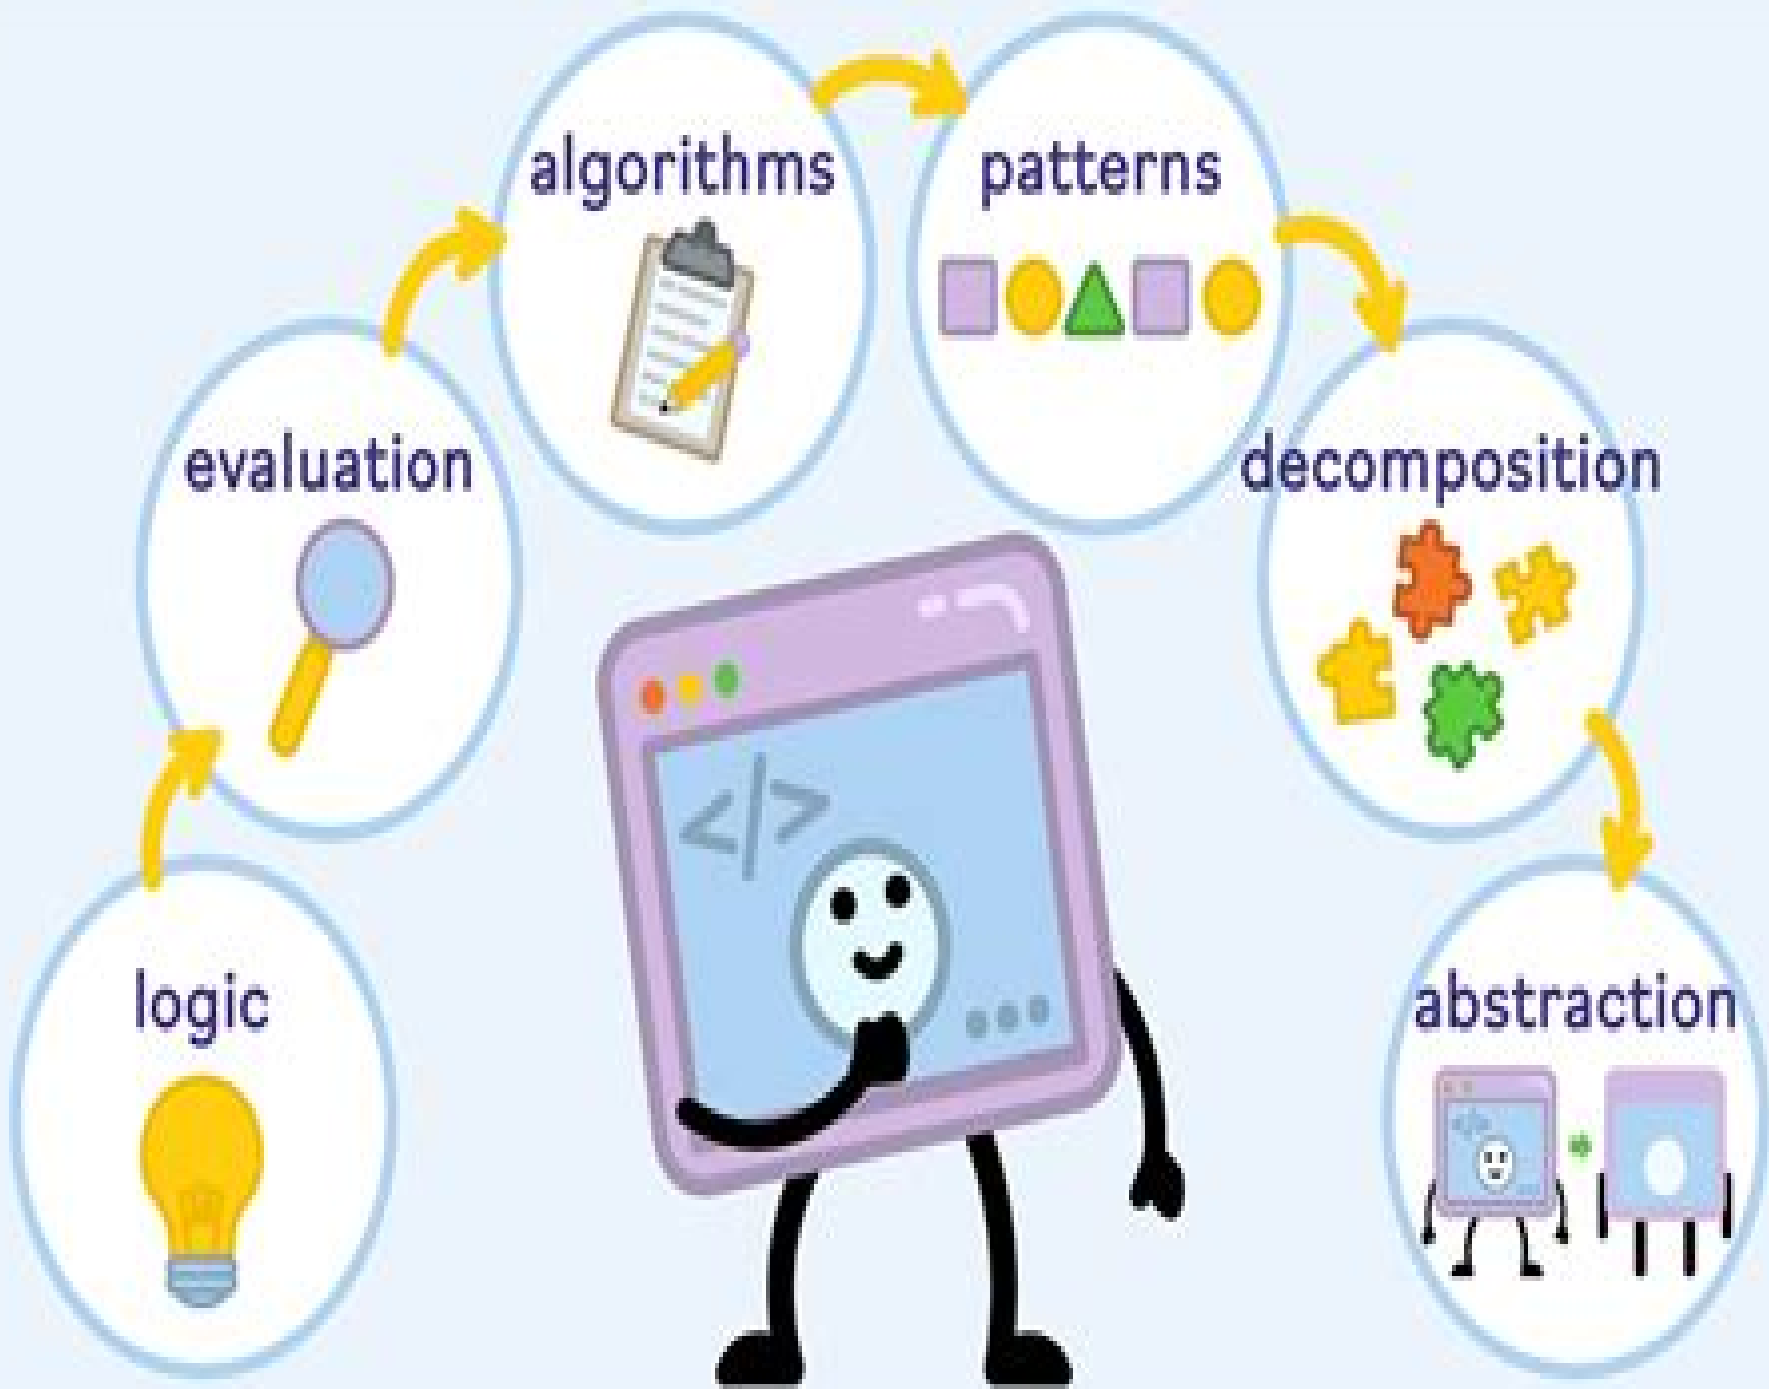 algorithms
patterns
evaluation
decomposition
</>
logic
abstraction